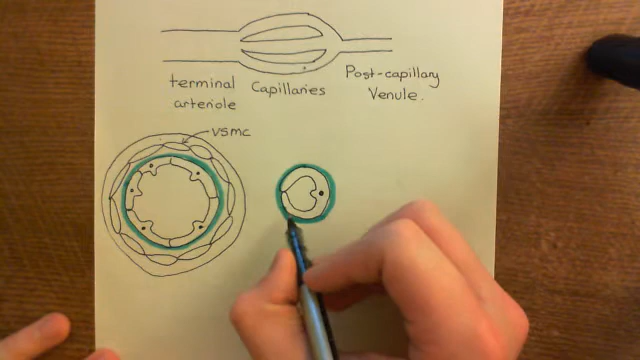 terminal
arteriole
Capillaries
Post-capillary
Venule.
VSMC